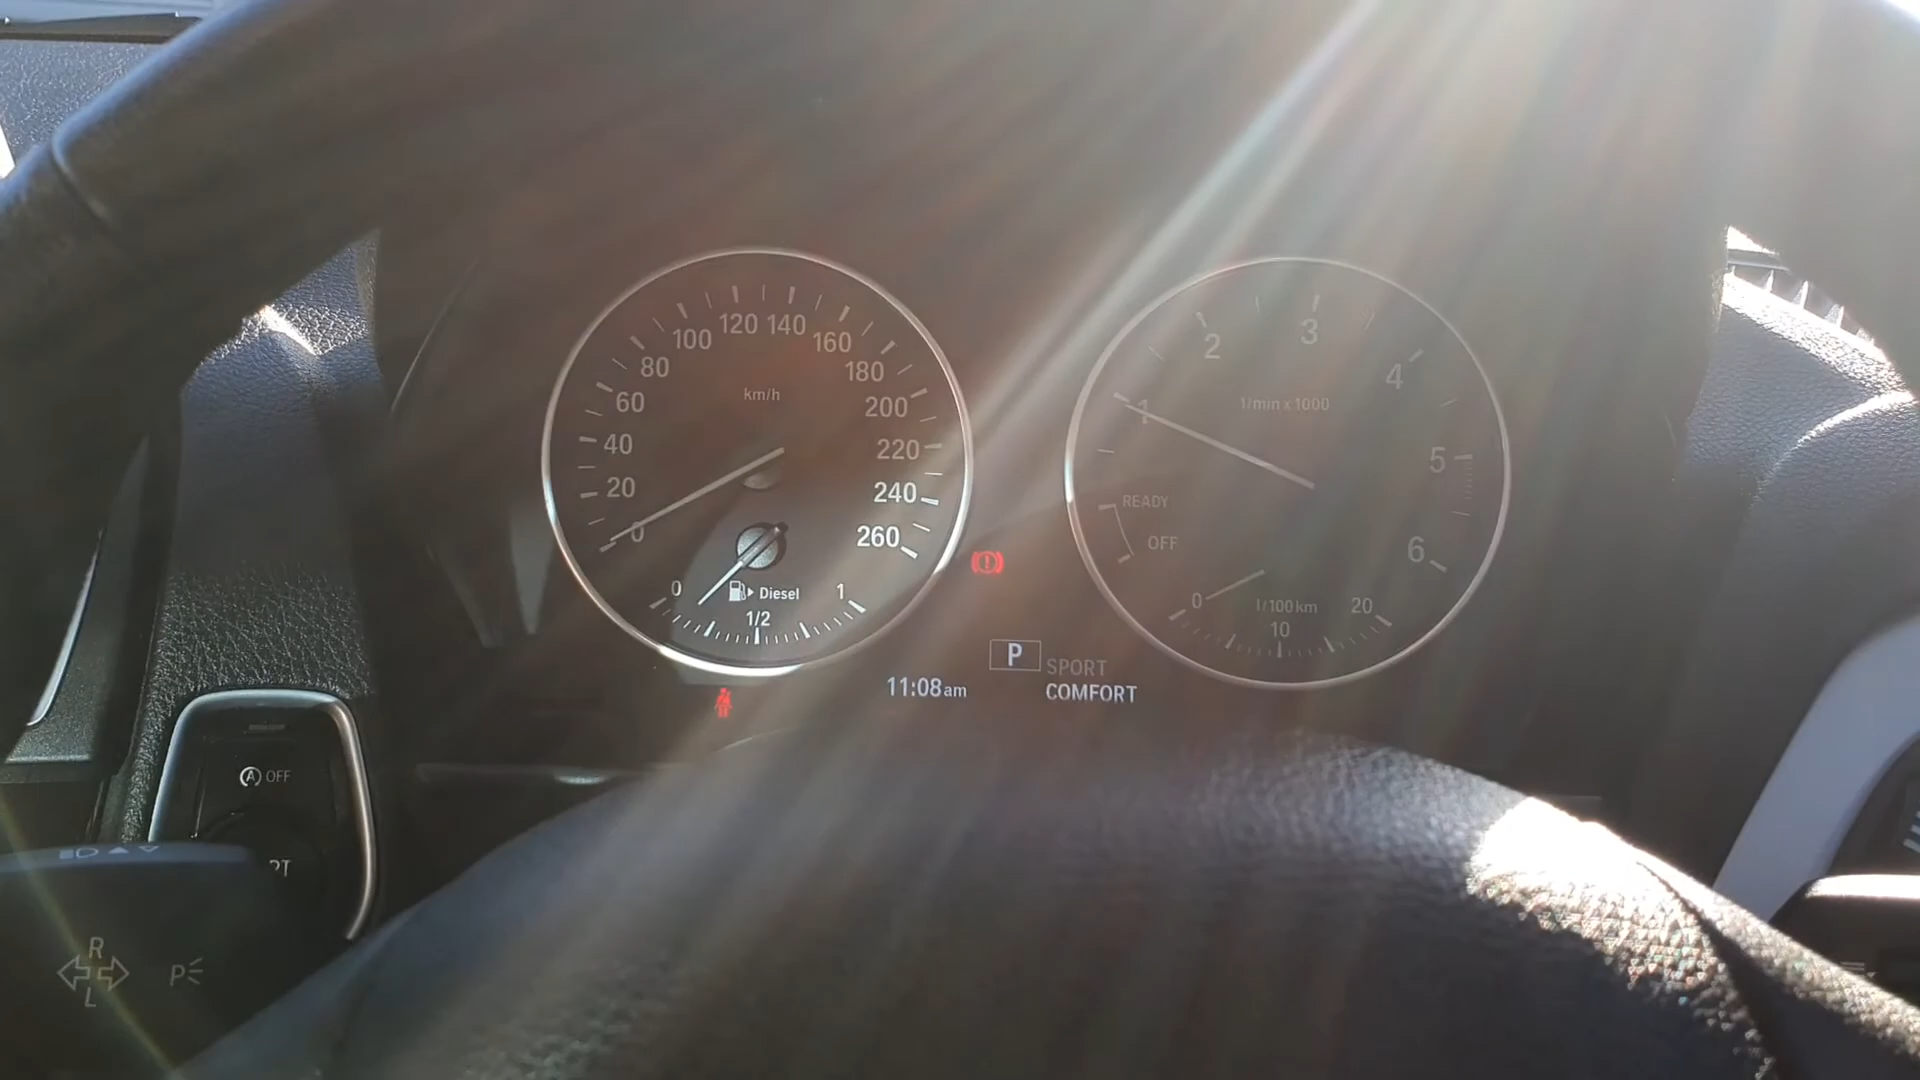 120 140
100 160
80 180
60 km/h 200
40 220
20 240
0 260
0 Diesel 1
1/2
3
2
4
1 1/min x 1000
5
READY
OFF
6
0 l/100km 20
10
P SPORT
11:08am COMFORT
A OFF
R
L
P